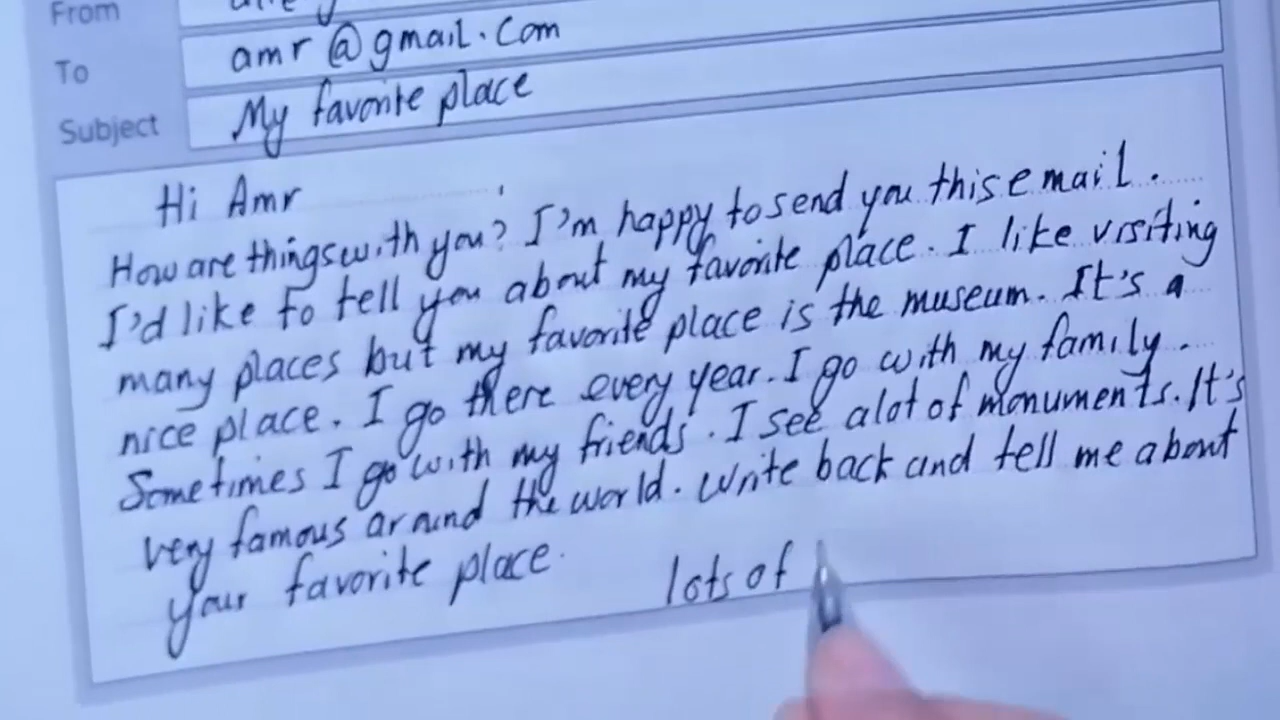 From
To amr@gmail.com
Subject My favorite place
Hi Amr
How are things with you? I'm happy to send you this email.
I'd like to tell you about my favorite place. I like visiting
many places but my favorite place is the museum. It's a
nice place. I go there every year. I go with my family.
Sometimes I go with my friends. I see alot of monuments. It's
very famous around the world. Write back and tell me about
your favorite place.
lots of